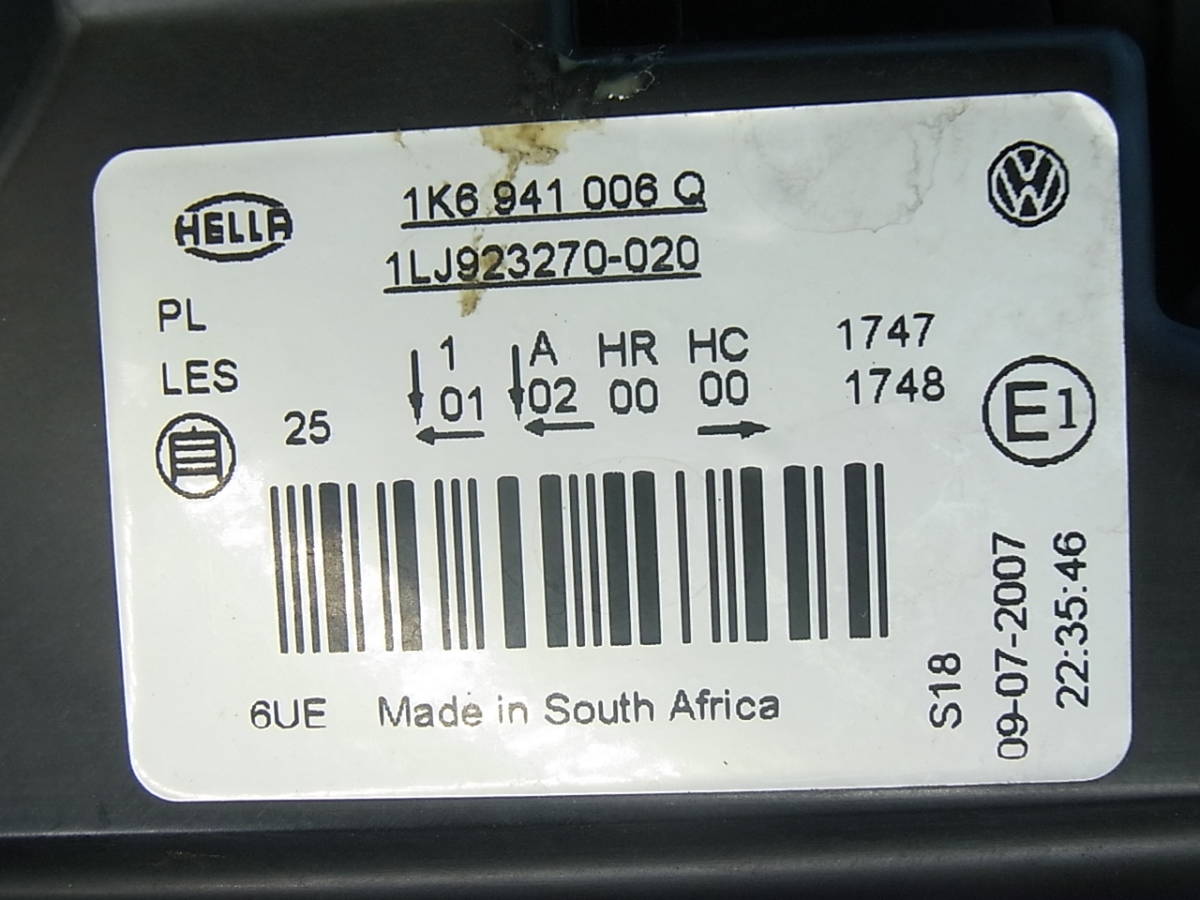 HELLA
1K6 941 006 Q
1LJ923270-020
PL
LES
1 A HR HC 1747
01 02 00 00 1748
25
E1
6UE Made in South Africa
S18
09-07-2007
22:35:46
VW